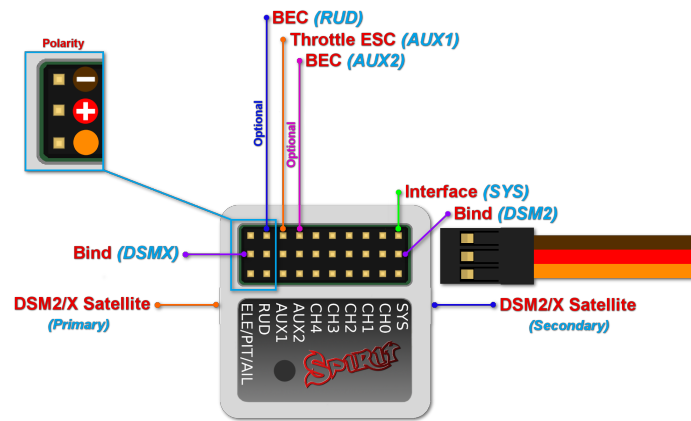 BEC (RUD)
Throttle ESC (AUX1)
BEC (AUX2)
Polarity
Optional
Optional
Interface (SYS)
Bind (DSM2)
Bind (DSMX)
DSM2/X Satellite
(Primary)
DSM2/X Satellite
(Secondary)
ELE/PIT/AIL
RUD
AUX1
AUX2
CH4
CH3
CH2
CH1
CH0
SYS
SPIRIT